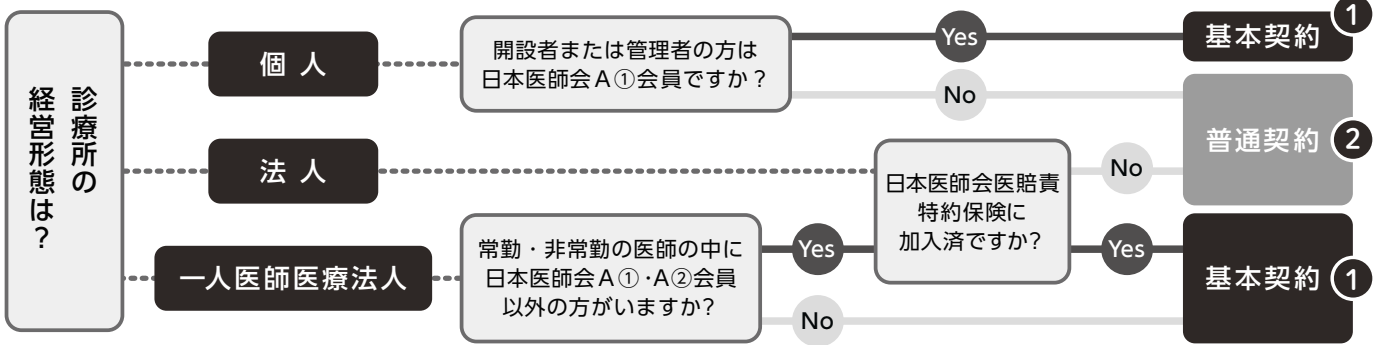 診療所の
経営形態は？
個 人
開設者または管理者の方は
日本医師会A①会員ですか？
Yes
基本契約 1
No
普通契約 2
法 人
日本医師会医賠責
特約保険に
加入済ですか？
No
Yes
一人医師医療法人
常勤・非常勤の医師の中に
日本医師会A①・A②会員
以外の方がいますか？
Yes
No
基本契約 1